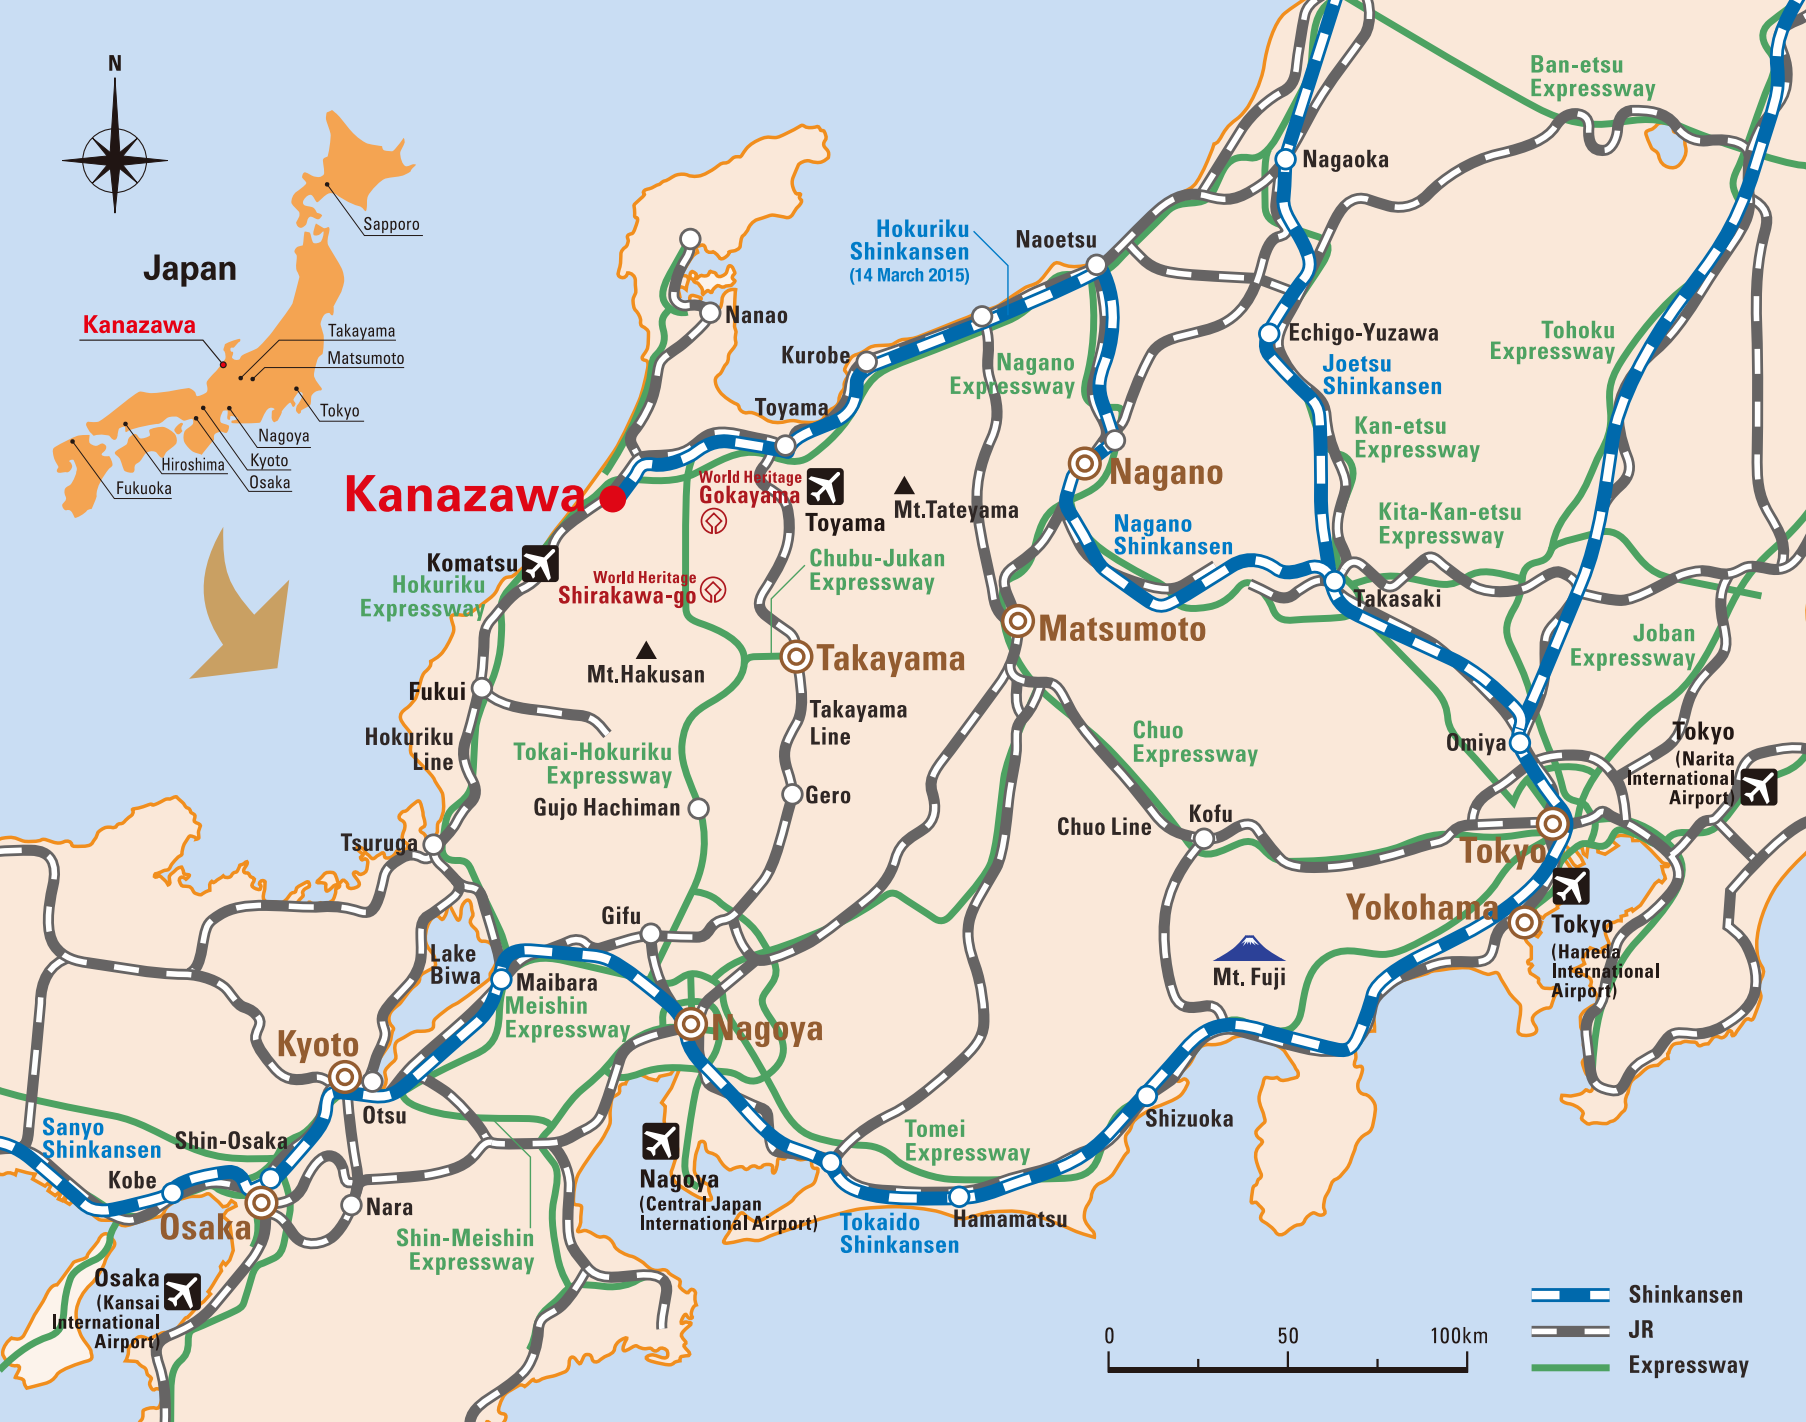 N
Sapporo
Japan
Kanazawa
Takayama
Matsumoto
Tokyo
Nagoya
Kyoto
Hiroshima
Osaka
Fukuoka
Ban-etsu
Expressway
Nagaoka
Hokuriku
Shinkansen
(14 March 2015)
Naoetsu
Nanao
Kurobe
Echigo-Yuzawa
Tohoku
Expressway
Nagano
Expressway
Joetsu
Shinkansen
Toyama
Kan-etsu
Expressway
Kanazawa
World Heritage
Gokayama
Toyama
Mt.Tateyama
Nagano
Nagano
Shinkansen
Kita-Kan-etsu
Expressway
Komatsu
Hokuriku
Expressway
World Heritage
Shirakawa-go
Chubu-Jukan
Expressway
Takasaki
Matsumoto
Joban
Expressway
Mt.Hakusan
Takayama
Fukui
Takayama
Line
Hokuriku
Line
Tokai-Hokuriku
Expressway
Chuo
Expressway
Omiya
Tokyo
(Narita
International
Airport)
Gujo Hachiman
Gero
Chuo Line
Kofu
Tsuruga
Tokyo
Yokohama
Tokyo
(Haneda
International
Airport)
Gifu
Lake
Biwa
Maibara
Meishin
Expressway
Mt. Fuji
Nagoya
Kyoto
Otsu
Shizuoka
Sanyo
Shinkansen
Shin-Osaka
Kobe
Nara
Osaka
Tomei
Expressway
Nagoya
(Central Japan
International Airport)
Hamamatsu
Tokaido
Shinkansen
Shin-Meishin
Expressway
Osaka
(Kansai
International
Airport)
0 50 100km
Shinkansen
JR
Expressway